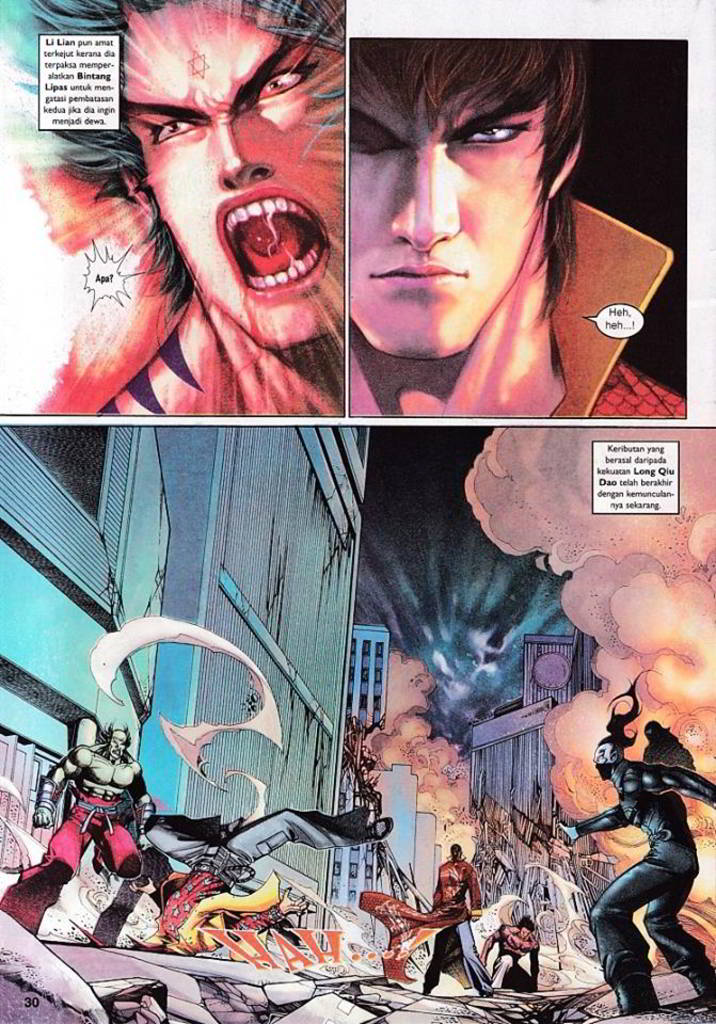 Li Lian pun amat
terkejut kerana dia
terpaksa memper-
alatkan Bintang
Lipas untuk men-
gatasi pembatasan
kedua jika dia ingin
menjadi dewa.
Apa?
Heh,
heh...!
Keributan yang
berasal daripada
kekuatan Long Qiu
Dao telah berakhir
dengan kemunculan-
nya sekarang.
HAH...!
30